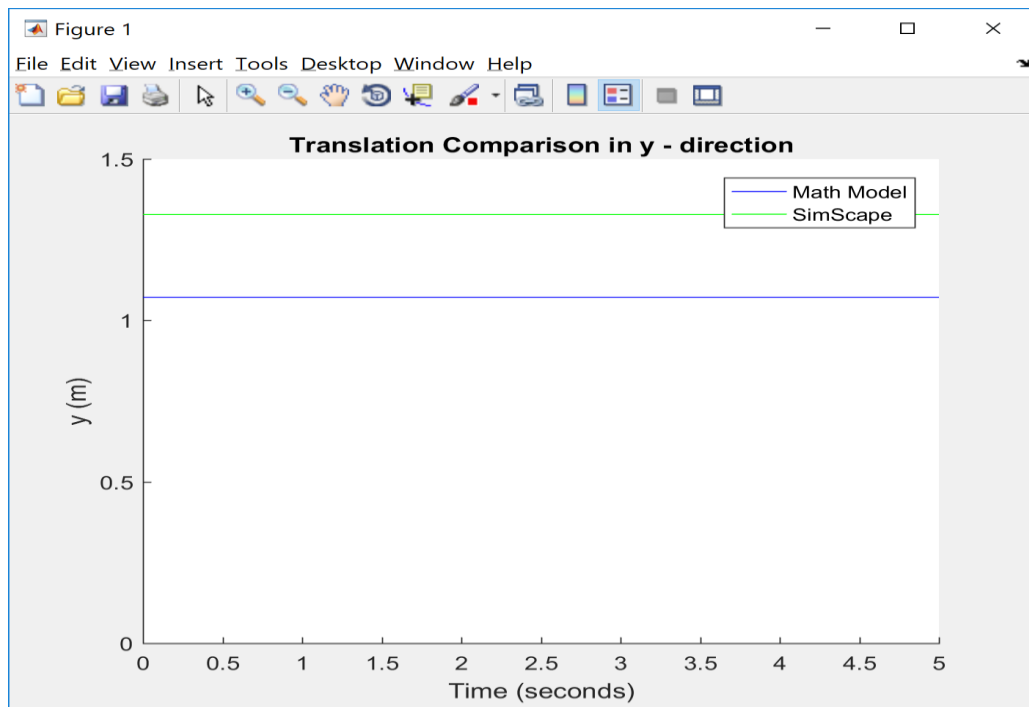 Figure 1
File Edit View Insert Tools Desktop Window Help
Translation Comparison in y - direction
1.5
Math Model
SimScape
1
y (m)
0.5
0
0 0.5 1 1.5 2 2.5 3 3.5 4 4.5 5
Time (seconds)